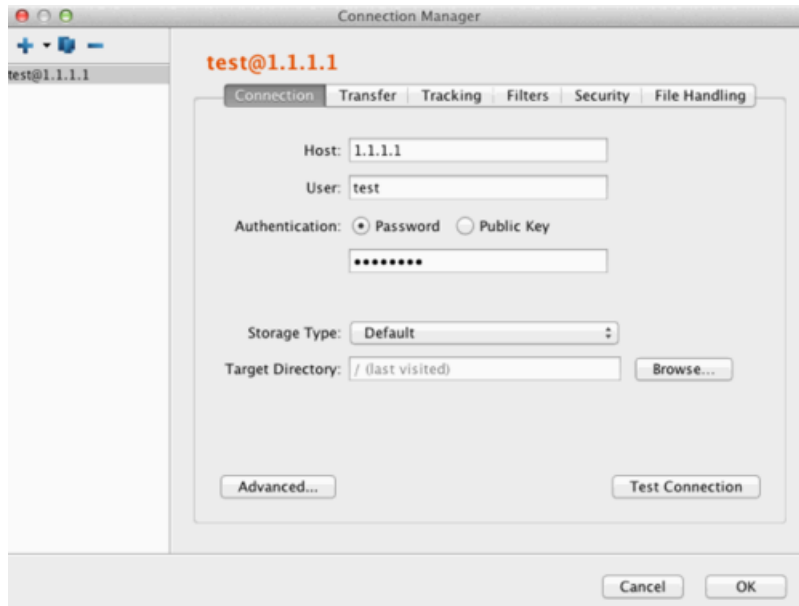 Connection Manager
test@1.1.1.1
test@1.1.1.1
Connection Transfer Tracking Filters Security File Handling
Host: 1.1.1.1
User: test
Authentication: Password Public Key
••••••••
Storage Type: Default
Target Directory: / (last visited) Browse...
Advanced... Test Connection
Cancel OK